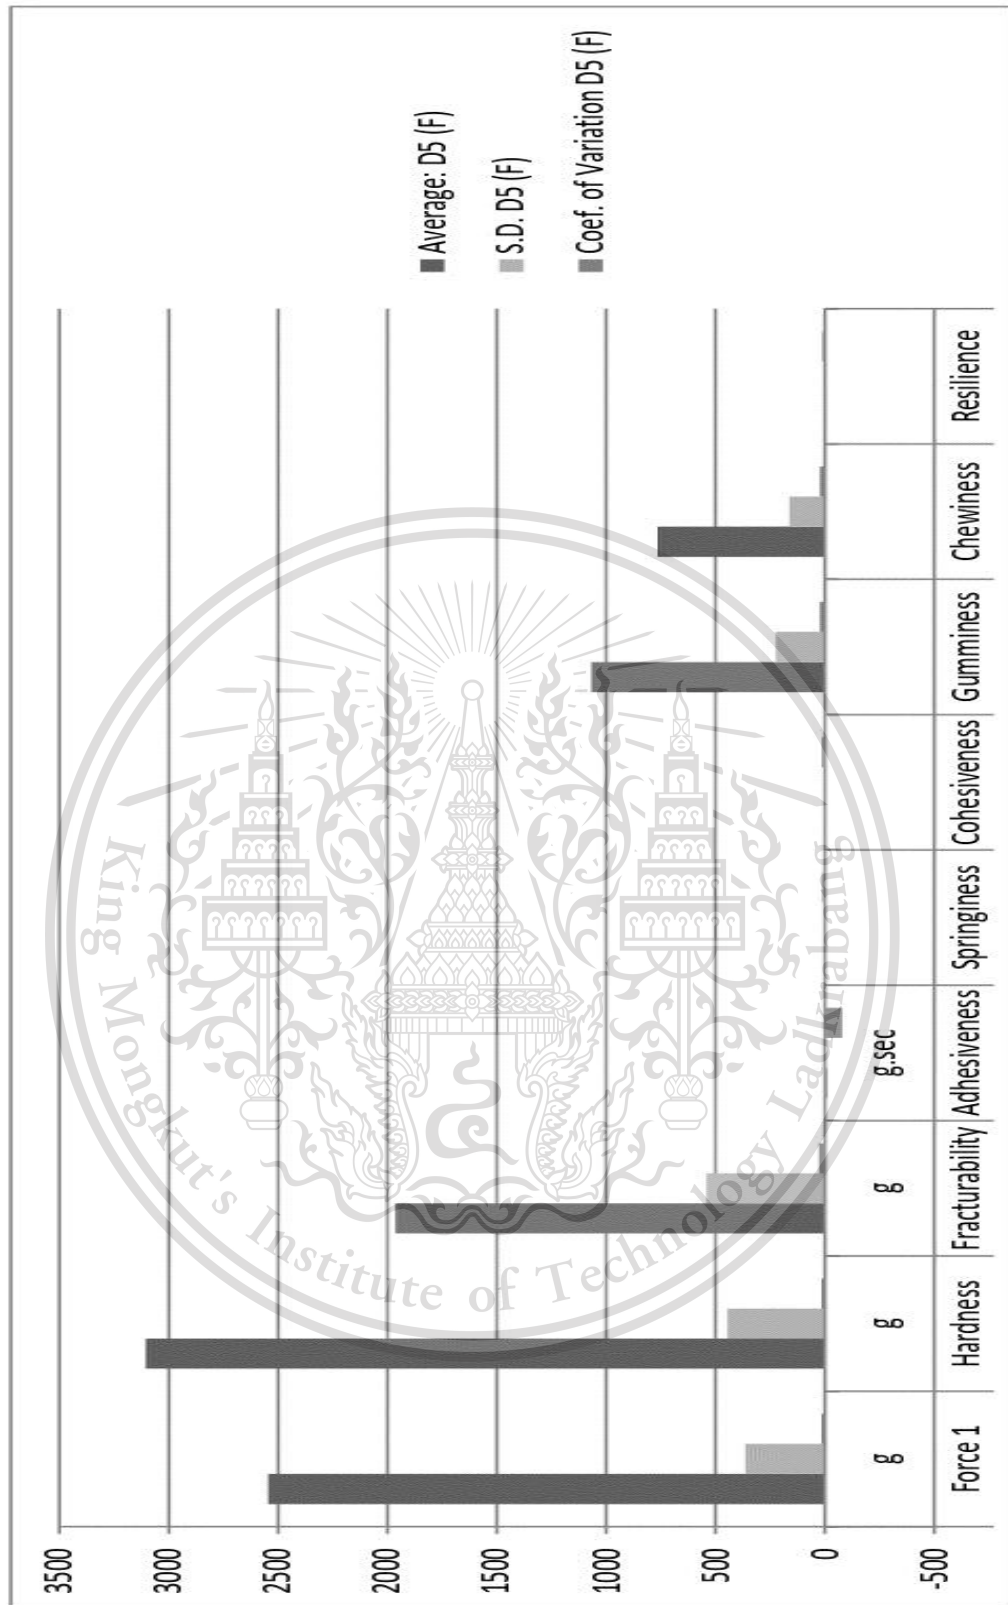 3500
3000
2500
2000
1500
1000
500
0
-500
g
g
g
g.sec
Force 1
Hardness
Fracturability
Adhesiveness
Springiness
Cohesiveness
Gumminess
Chewiness
Resilience
Average: D5 (F)
S.D. D5 (F)
Coef. of Variation D5 (F)
King Mongkut's Institute of Technology Ladkrabang